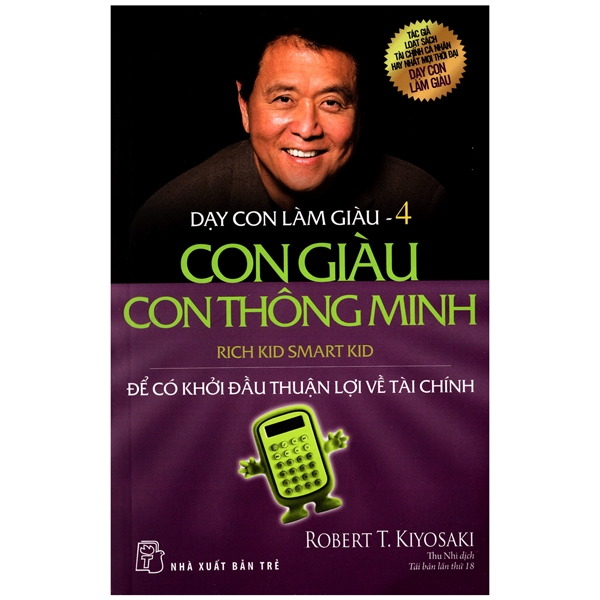 TÁC GIẢ
LOẠT SÁCH
TÀI CHÍNH CÁ NHÂN
HAY NHẤT MỌI THỜI ĐẠI
DẠY CON
LÀM GIÀU
DẠY CON LÀM GIÀU - 4
CON GIÀU
CON THÔNG MINH
RICH KID SMART KID
ĐỂ CÓ KHỞI ĐẦU THUẬN LỢI VỀ TÀI CHÍNH
ROBERT T. KIYOSAKI
Thu Nhi dịch
Tái bản lần thứ 18
NHÀ XUẤT BẢN TRẺ